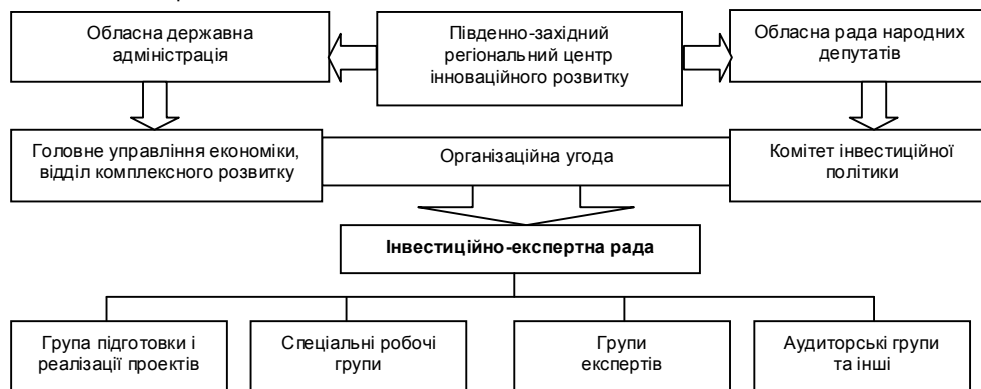 Обласна державна
адміністрація
Південно-західний
регіональний центр
інноваційного розвитку
Обласна рада народних
депутатів
Головне управління економіки,
відділ комплексного розвитку
Організаційна угода
Комітет інвестиційної
політики
Інвестиційно-експертна рада
Група підготовки і
реалізації проектів
Спеціальні робочі
групи
Групи
експертів
Аудиторські групи
та інші